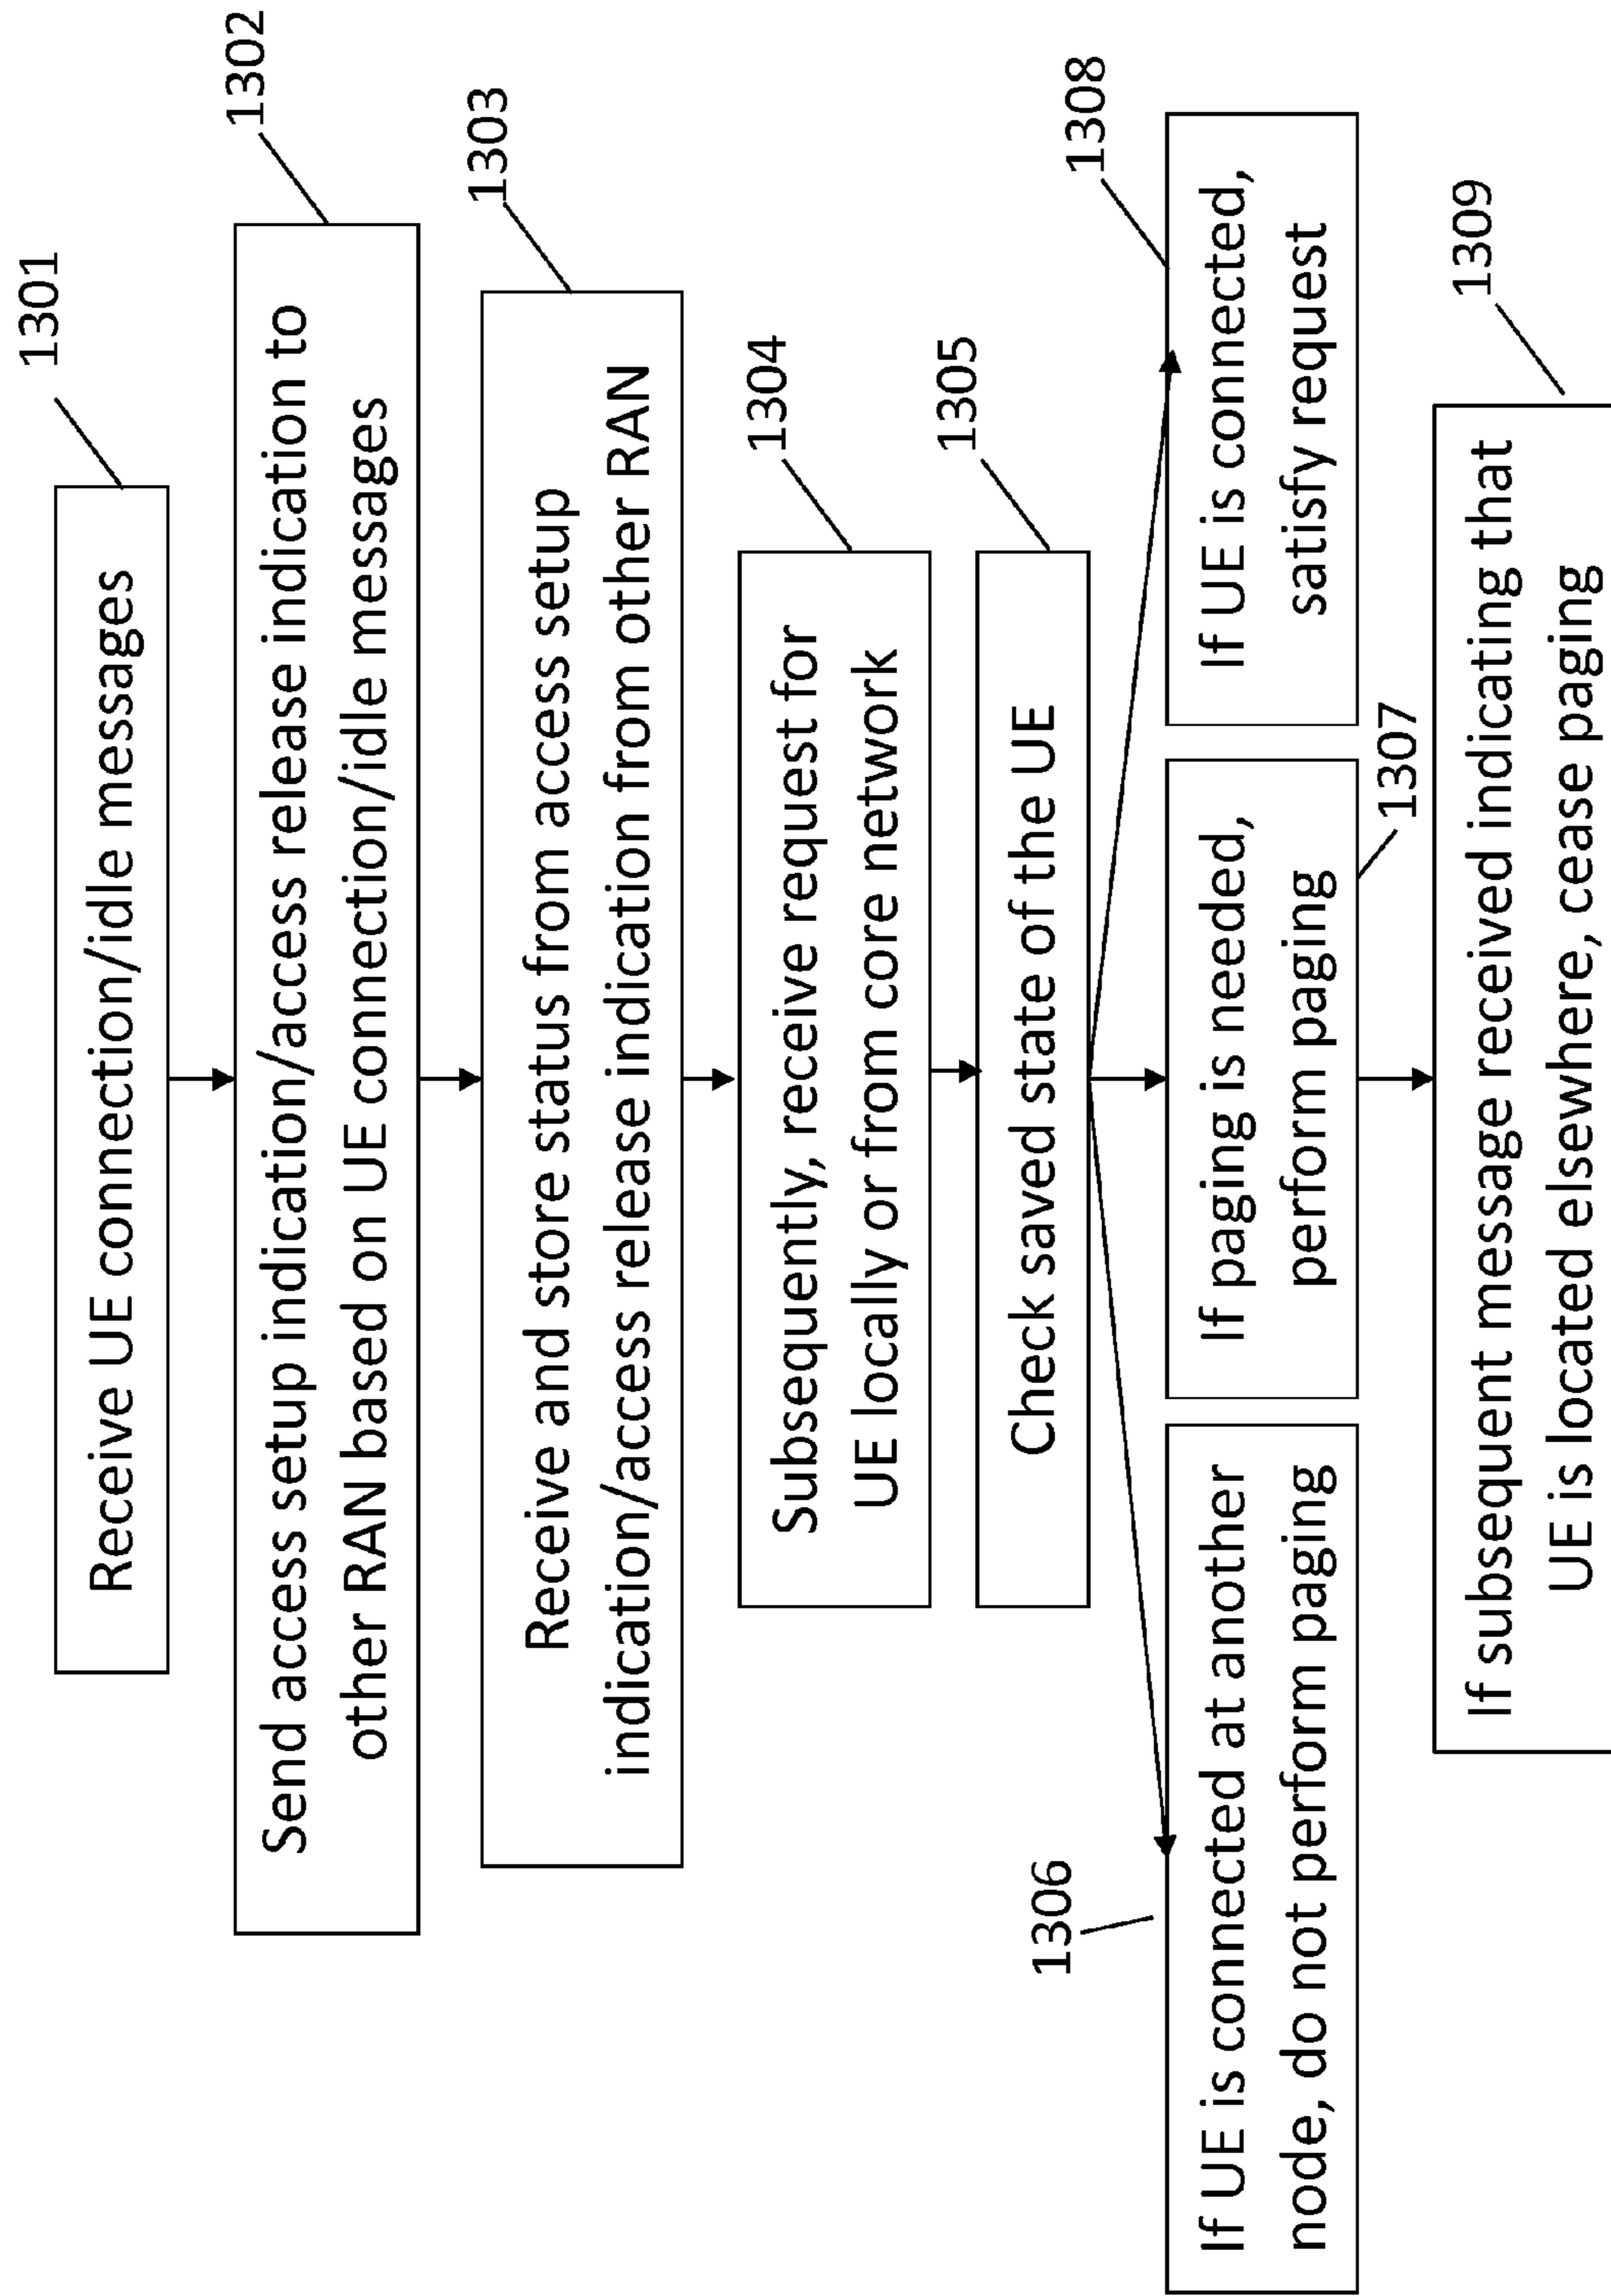 1301
Receive UE connection/idle messages
1302
Send access setup indication/access release indication to
other RAN based on UE connection/idle messages
1303
Receive and store status from access setup
indication/access release indication from other RAN
1304
Subsequently, receive request for
UE locally or from core network
1305
Check saved state of the UE
1306
If UE is connected at another
node, do not perform paging
If paging is needed,
perform paging
1307
1308
If UE is connected,
satisfy request
1309
If subsequent message received indicating that
UE is located elsewhere, cease paging